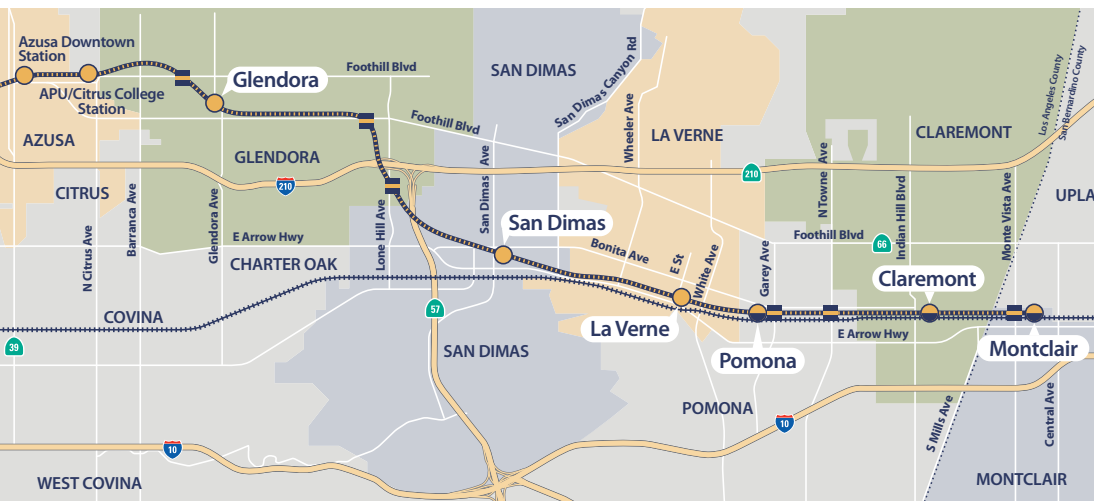 Azusa Downtown
Station
APU/Citrus College
Station
Glendora
Foothill Blvd
Foothill Blvd
SAN DIMAS
San Dimas Canyon Rd
Wheeler Ave
LA VERNE
CLAREMONT
Los Angeles County
San Bernardino County
AZUSA
GLENDORA
210
210
CITRUS
N Citrus Ave
Barranca Ave
Glendora Ave
Lone Hill Ave
San Dimas Ave
San Dimas
N Towne Ave
Indian Hill Blvd
Monte Vista Ave
UPLA
E Arrow Hwy
CHARTER OAK
Bonita Ave
E St
White Ave
Garey Ave
Foothill Blvd
66
Claremont
COVINA
57
La Verne
Pomona
E Arrow Hwy
Montclair
39
SAN DIMAS
POMONA
10
10
S Mills Ave
Central Ave
WEST COVINA
MONTCLAIR